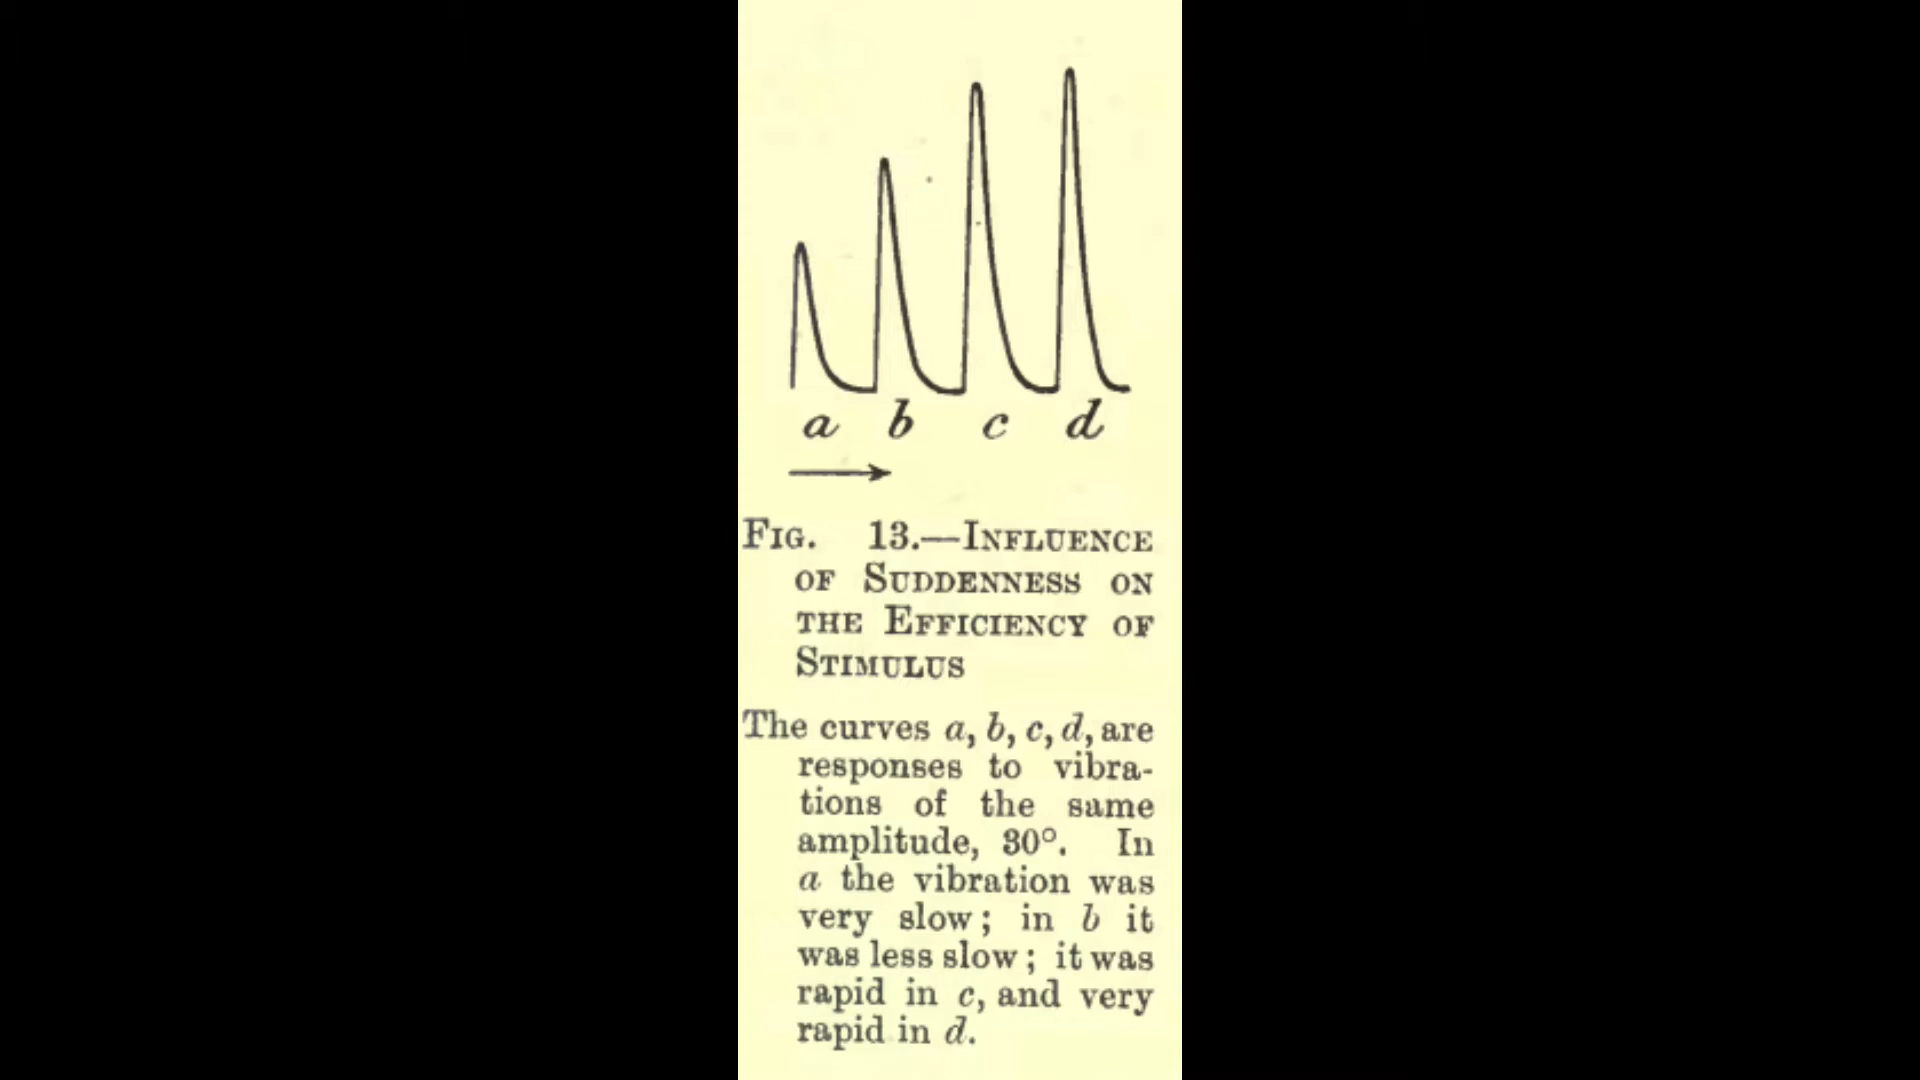 a b c d
FIG. 13.—INFLUENCE
OF SUDDENNESS ON
THE EFFICIENCY OF
STIMULUS
The curves a, b, c, d, are
responses to vibra-
tions of the same
amplitude, 30°. In
a the vibration was
very slow; in b it
was less slow; it was
rapid in c, and very
rapid in d.